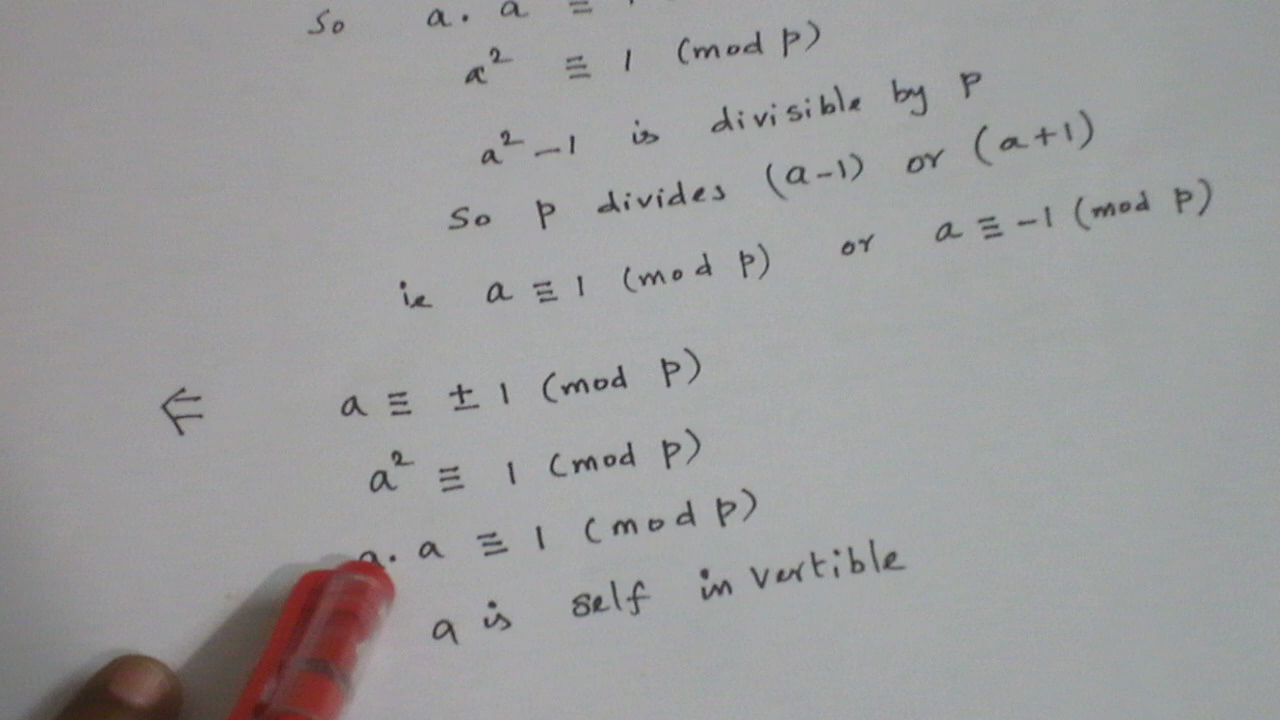 So a. a ≡
a² ≡ 1 (mod p)
a² -1 is divisible by p
So p divides (a-1) or (a+1)
ie a ≡ 1 (mod p) or a ≡ -1 (mod p)
⇐ a ≡ ± 1 (mod p)
a² ≡ 1 (mod p)
a. a ≡ 1 (mod p)
a is self invertible